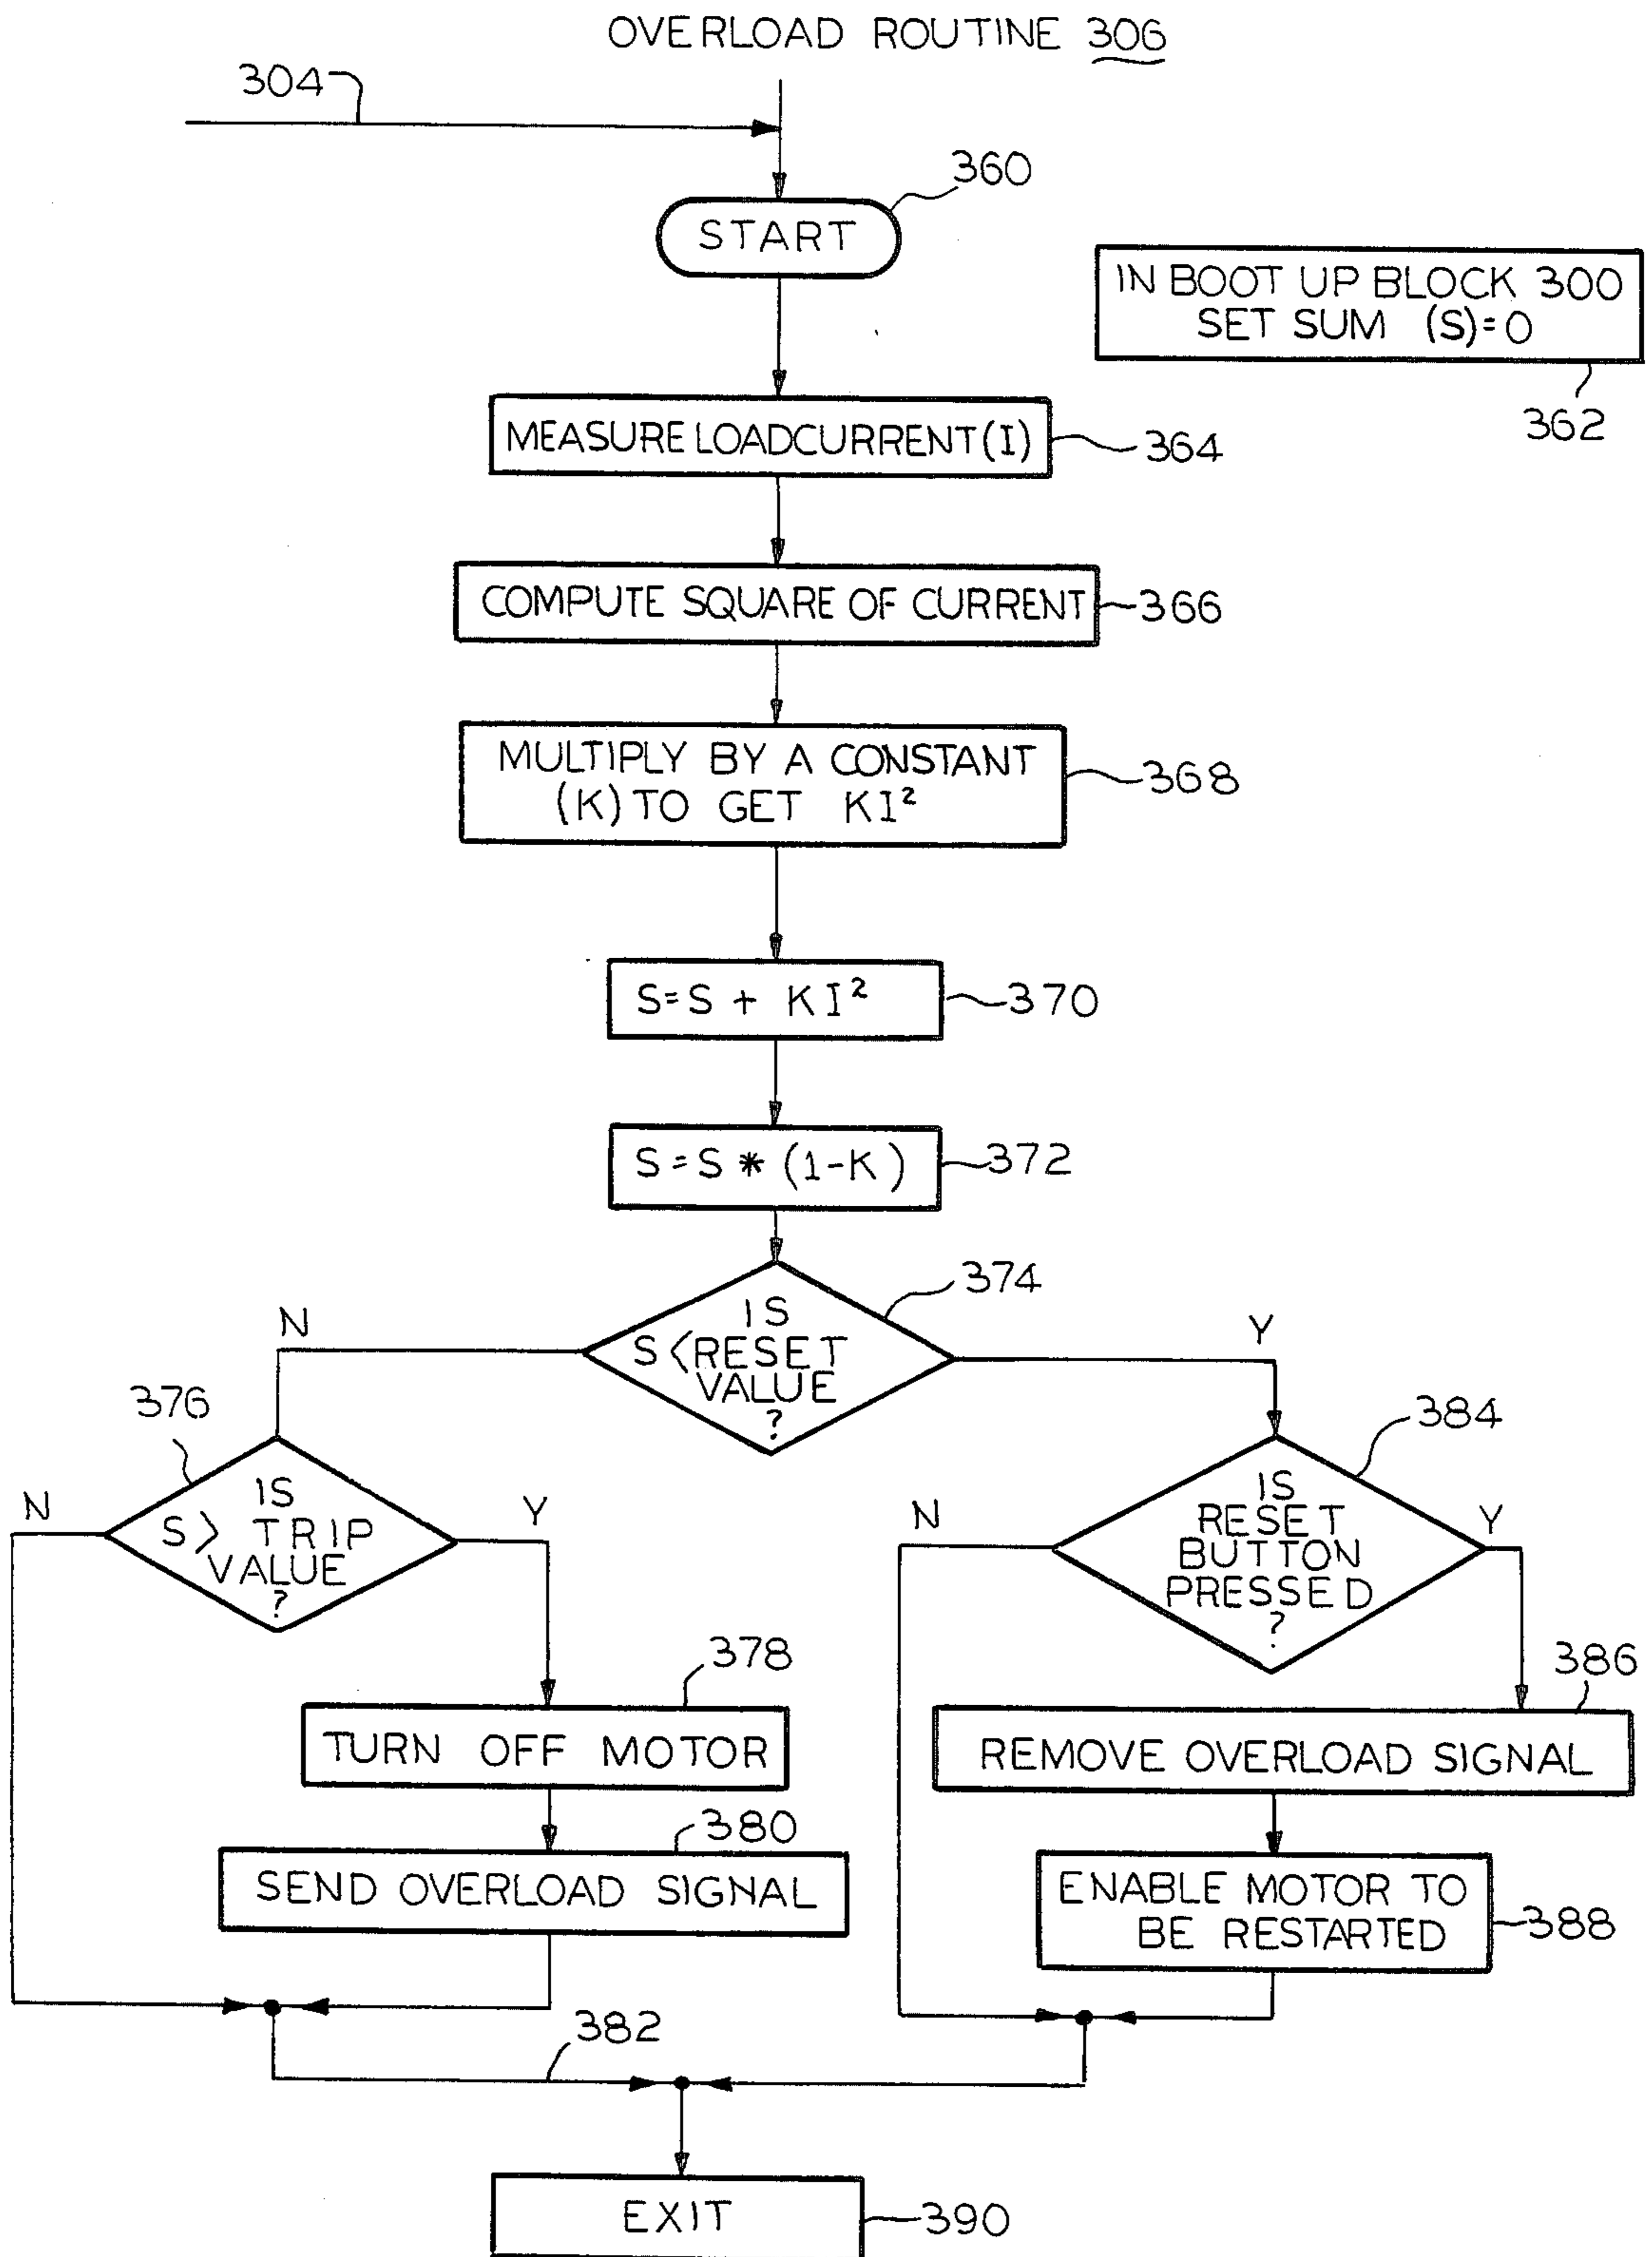 OVERLOAD ROUTINE 306
304
360
START
IN BOOT UP BLOCK 300
SET SUM (S)=0
362
MEASURE LOADCURRENT(I)
364
COMPUTE SQUARE OF CURRENT
366
MULTIPLY BY A CONSTANT
(K) TO GET KI²
368
S=S + KI²
370
S=S * (1-K)
372
374
IS
S<RESET
VALUE
?
N
Y
376
IS
S> TRIP
VALUE
?
N
Y
384
IS
RESET
BUTTON
PRESSED
?
N
Y
378
TURN OFF MOTOR
386
REMOVE OVERLOAD SIGNAL
380
SEND OVERLOAD SIGNAL
ENABLE MOTOR TO
BE RESTARTED
388
382
EXIT
390